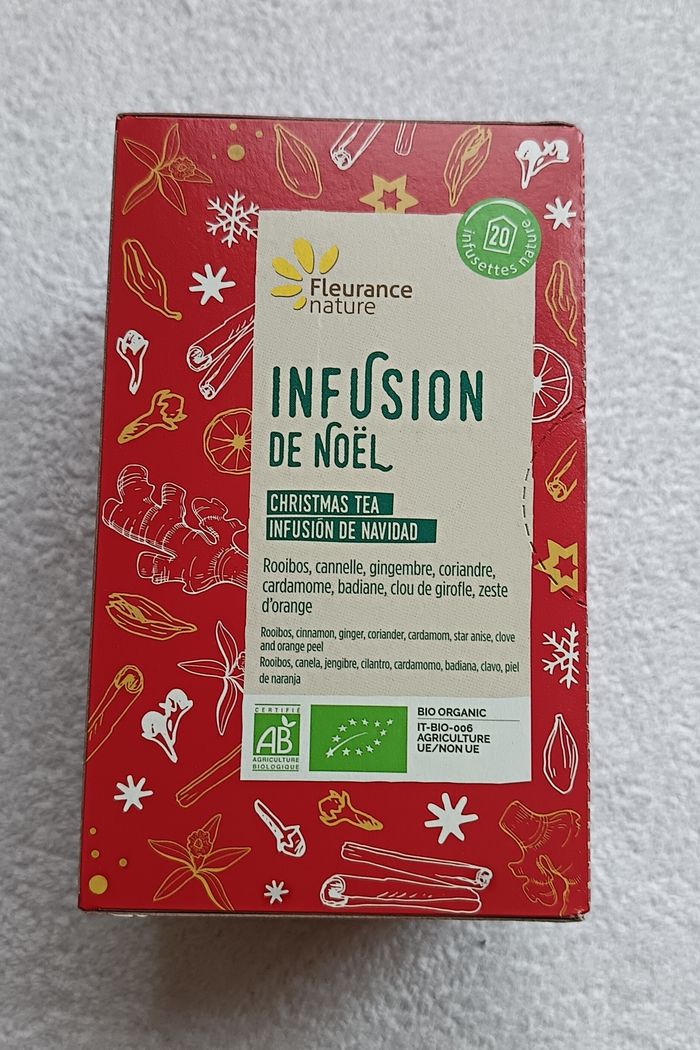 20
infusettes nature
Fleurance
nature
INFUSION
DE NOËL
CHRISTMAS TEA
INFUSIÓN DE NAVIDAD
Rooibos, cannelle, gingembre, coriandre,
cardamome, badiane, clou de girofle, zeste
d'orange
Rooibos, cinnamon, ginger, coriander, cardamom, star anise, clove
and orange peel
Rooibos, canela, jengibre, cilantro, cardamomo, badiana, clavo, piel
de naranja
CERTIFIÉ
AB
AGRICULTURE
BIOLOGIQUE
BIO ORGANIC
IT-BIO-006
AGRICULTURE
UE/NON UE